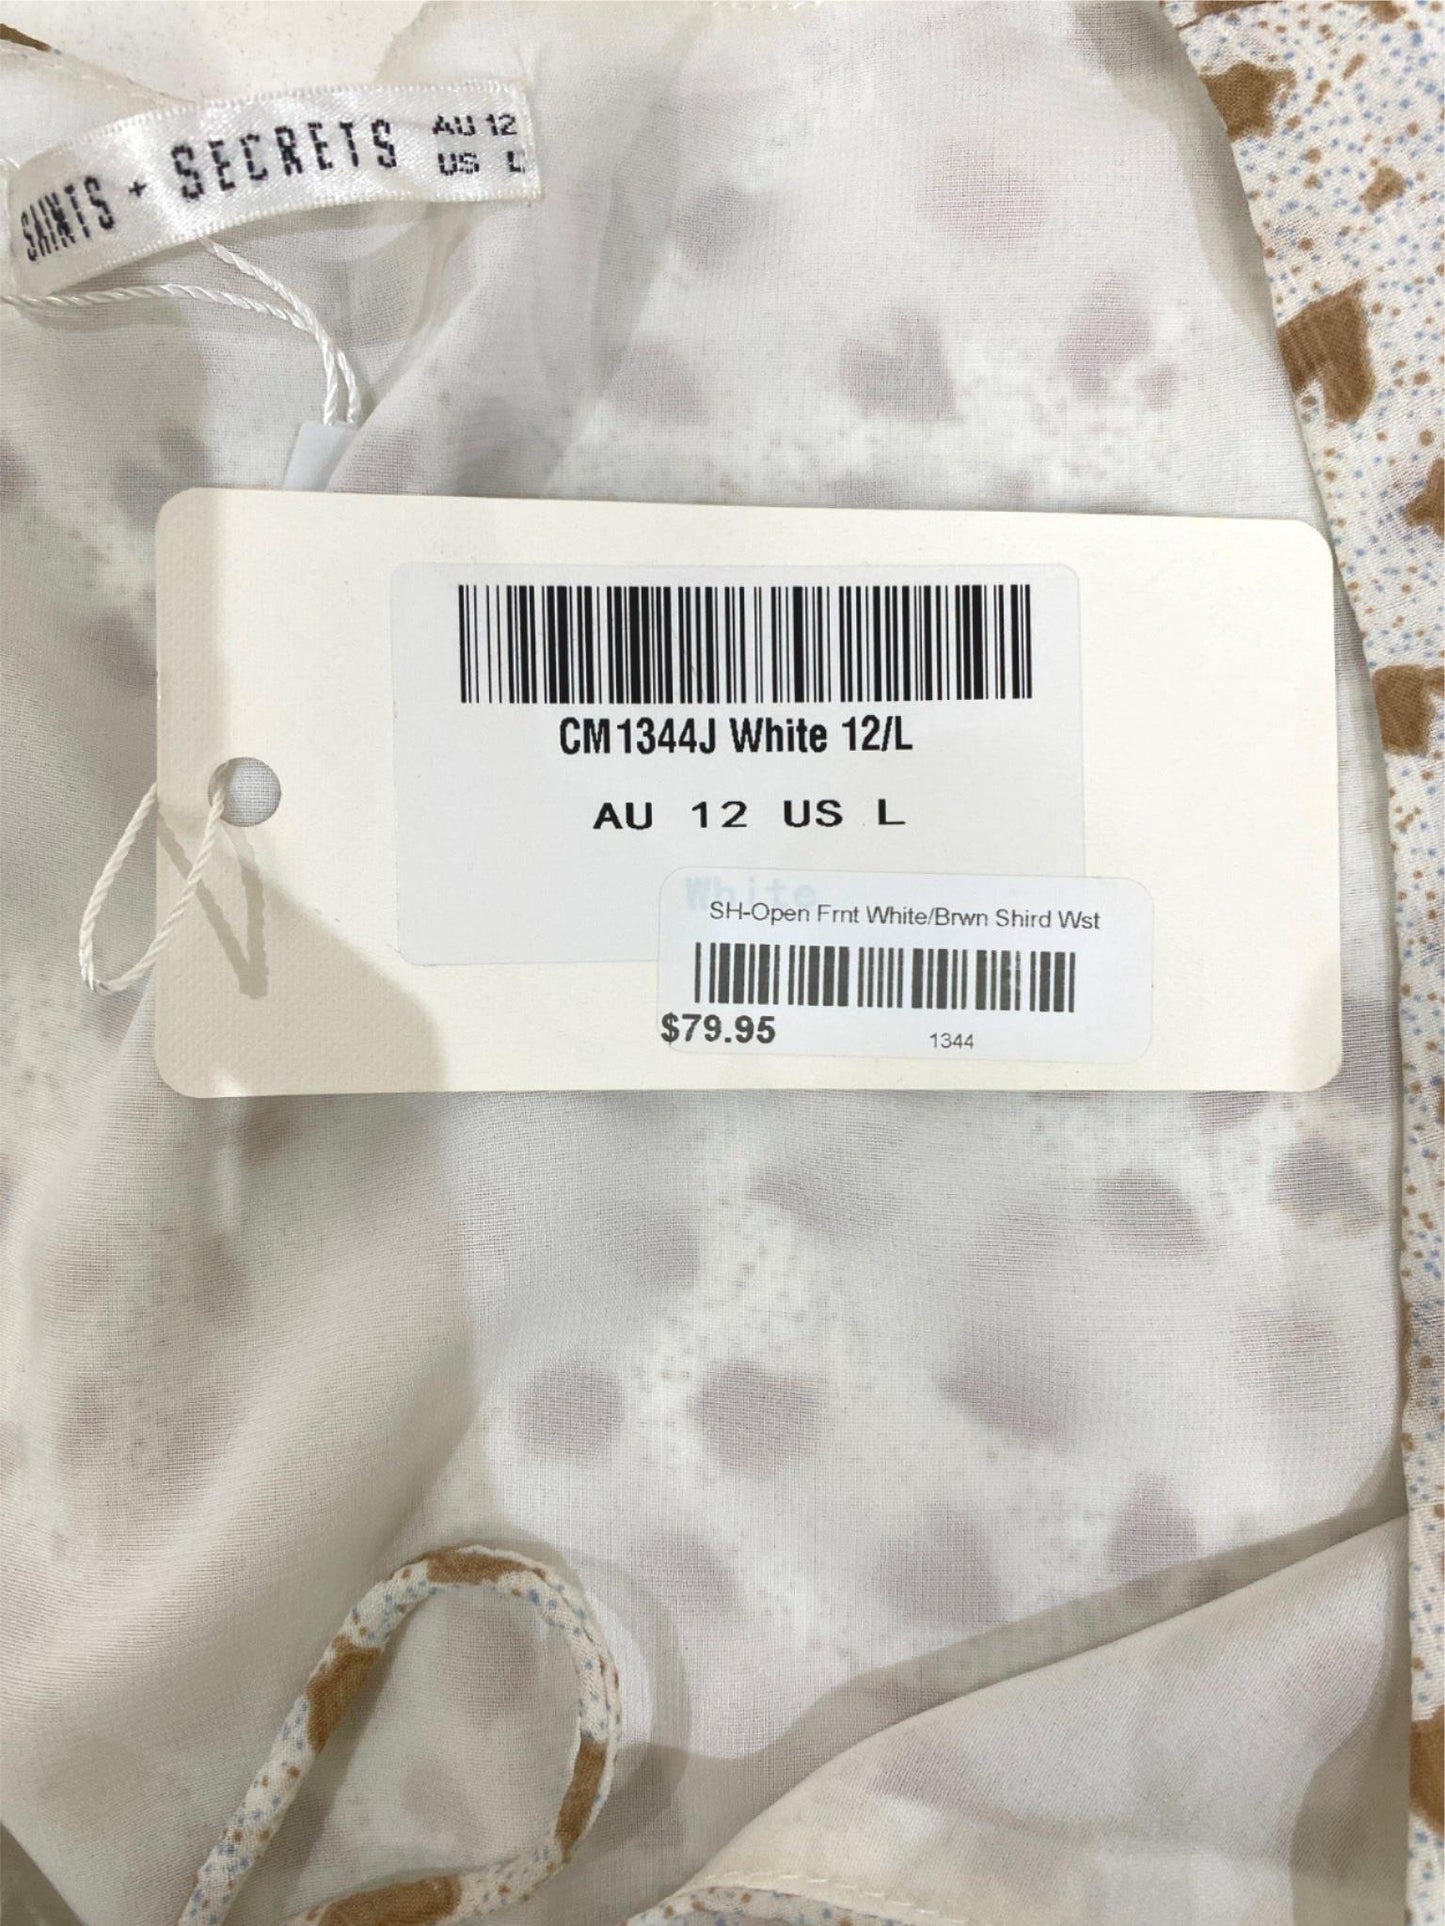 SAINTS + SECRETS
AU 12
US L
CM1344J White 12/L
AU 12 US L
White
SH-Open Frnt White/Brwn Shird Wst
$79.95
1344